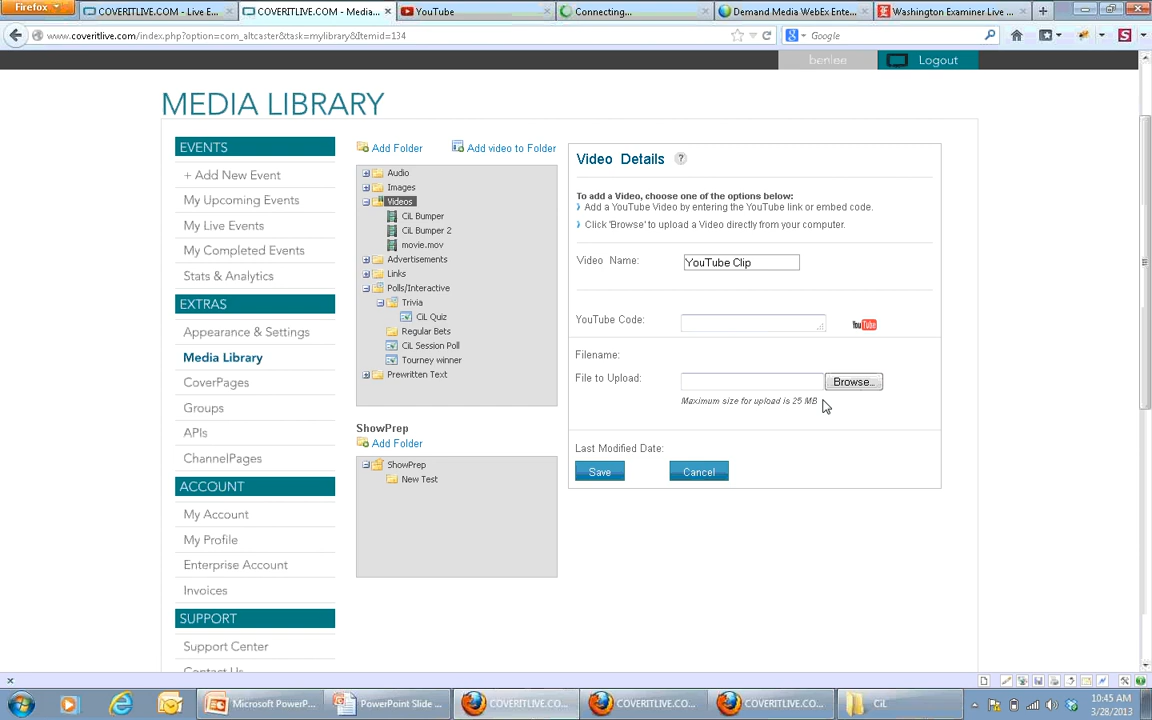 Firefox
COVERITLIVE.COM - Live E...
COVERITLIVE.COM - Media...
YouTube
Connecting...
Demand Media WebEx Ente...
Washington Examiner Live ...
www.coveritlive.com/index.php?option=com_altcaster&task=mylibrary&Itemid=134
Google
benlee
Logout
MEDIA LIBRARY
EVENTS
+ Add New Event
My Upcoming Events
My Live Events
My Completed Events
Stats & Analytics
EXTRAS
Appearance & Settings
Media Library
CoverPages
Groups
APIs
ChannelPages
ACCOUNT
My Account
My Profile
Enterprise Account
Invoices
SUPPORT
Support Center
Contact Us
Add Folder
Add video to Folder
Audio
Images
Videos
CiL Bumper
CiL Bumper 2
movie.mov
Advertisements
Links
Polls/Interactive
Trivia
CiL Quiz
Regular Bets
CiL Session Poll
Tourney winner
Prewritten Text
ShowPrep
Add Folder
ShowPrep
New Test
Video Details ?
To add a Video, choose one of the options below:
Add a YouTube Video by entering the YouTube link or embed code.
Click 'Browse' to upload a Video directly from your computer.
Video Name: YouTube Clip
YouTube Code:
YouTube
Filename:
File to Upload:
Browse...
Maximum size for upload is 25 MB
Last Modified Date:
Save
Cancel
Microsoft PowerP...
PowerPoint Slide ...
COVERITLIVE.CO...
COVERITLIVE.CO...
COVERITLIVE.CO...
CiL
10:45 AM
3/28/2013